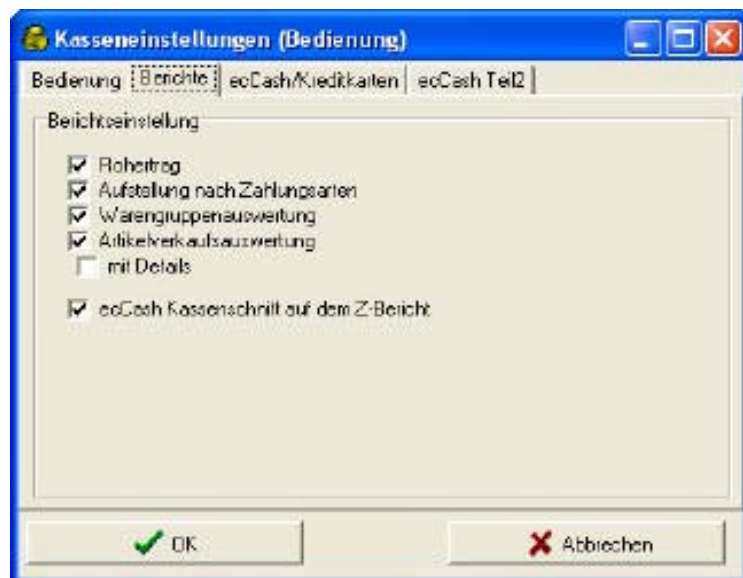 Kasseneinstellungen (Bedienung)
Bedienung Berichte ecCash/Kreditkarten ecCash Teil2
Berichtseinstellung
Rohertrag
Aufstellung nach Zahlungsarten
Warengruppenauswertung
Artikelverkaufsauswertung
mit Details
ecCash Kassenschnitt auf dem Z-Bericht
OK Abbrechen